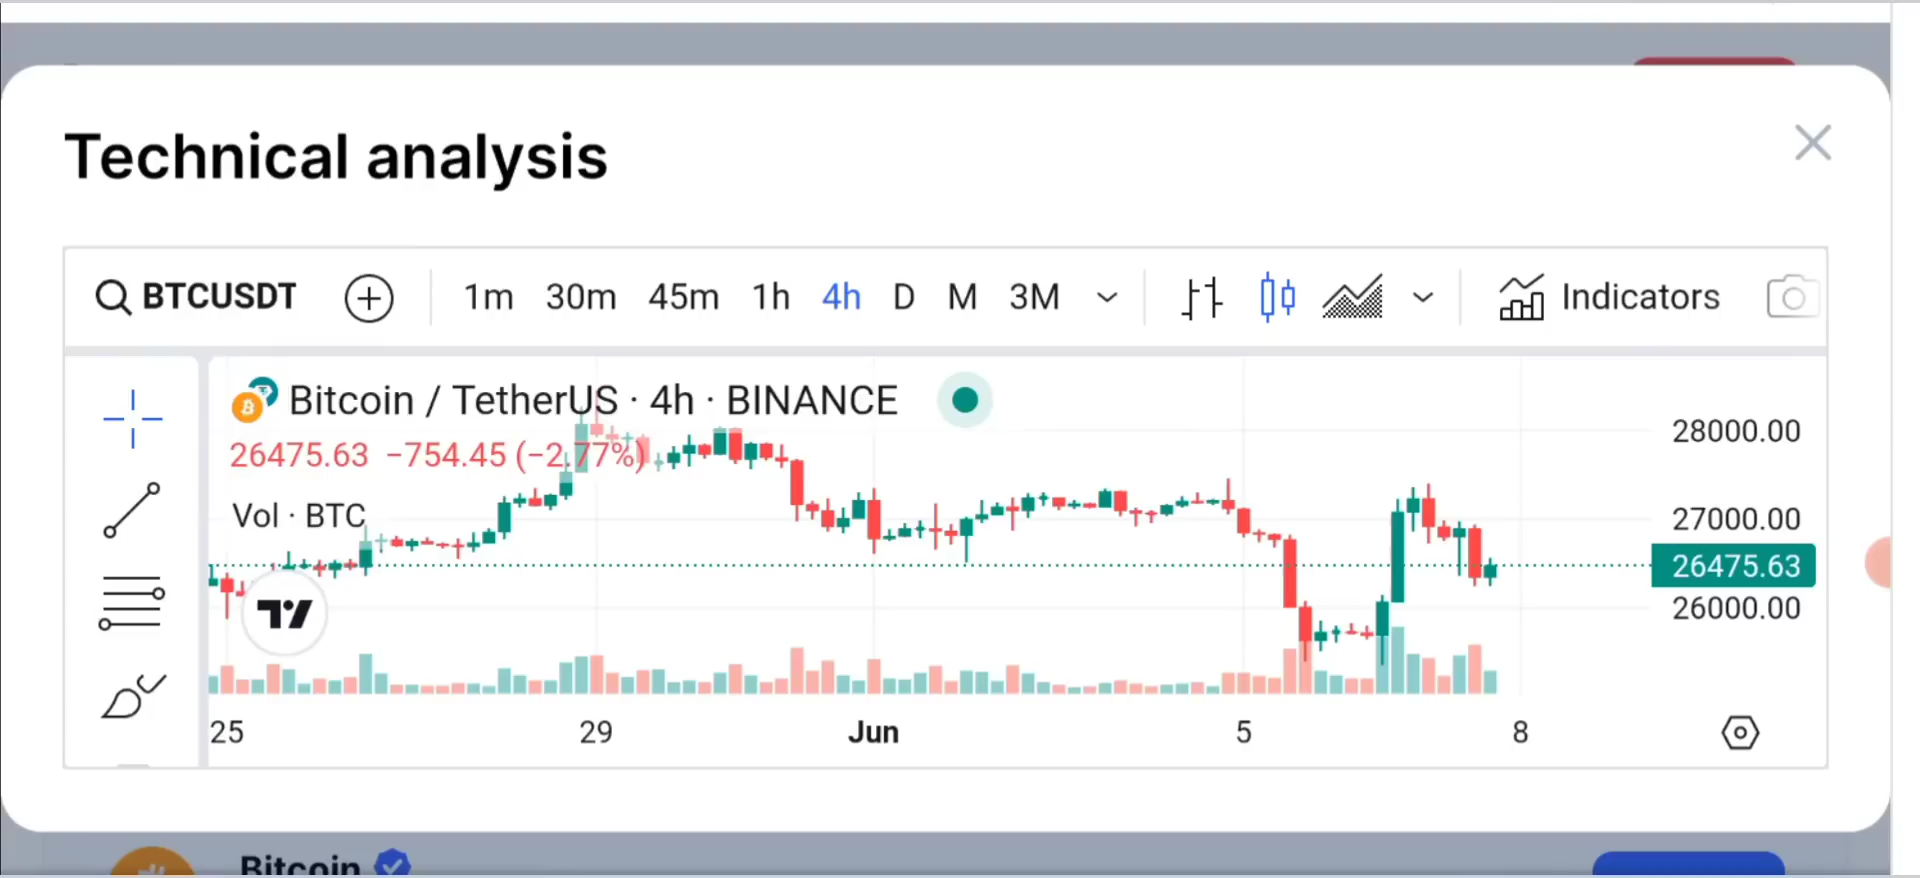 Technical analysis
BTCUSDT 1m 30m 45m 1h 4h D M 3M Indicators
Bitcoin / TetherUS · 4h · BINANCE
26475.63 −754.45 (−2.77%)
Vol · BTC
28000.00
27000.00
26475.63
26000.00
25 29 Jun 5 8
Bitcoin